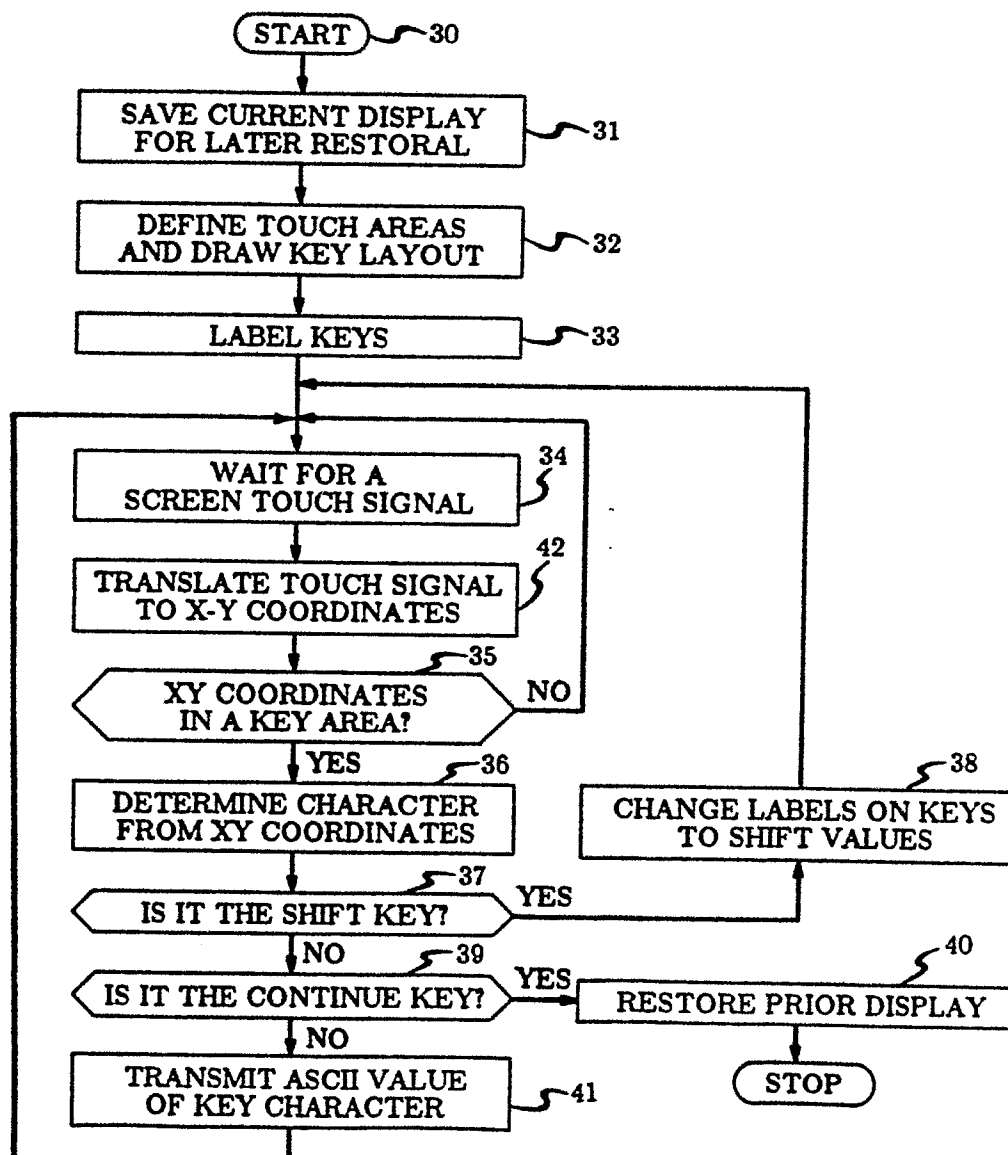 START
30
SAVE CURRENT DISPLAY
FOR LATER RESTORAL
31
DEFINE TOUCH AREAS
AND DRAW KEY LAYOUT
32
LABEL KEYS
33
WAIT FOR A
SCREEN TOUCH SIGNAL
34
TRANSLATE TOUCH SIGNAL
TO X-Y COORDINATES
42
XY COORDINATES
IN A KEY AREA?
35
NO
YES
DETERMINE CHARACTER
FROM XY COORDINATES
36
CHANGE LABELS ON KEYS
TO SHIFT VALUES
38
IS IT THE SHIFT KEY?
37
YES
NO
IS IT THE CONTINUE KEY?
39
YES
RESTORE PRIOR DISPLAY
40
NO
TRANSMIT ASCII VALUE
OF KEY CHARACTER
41
STOP